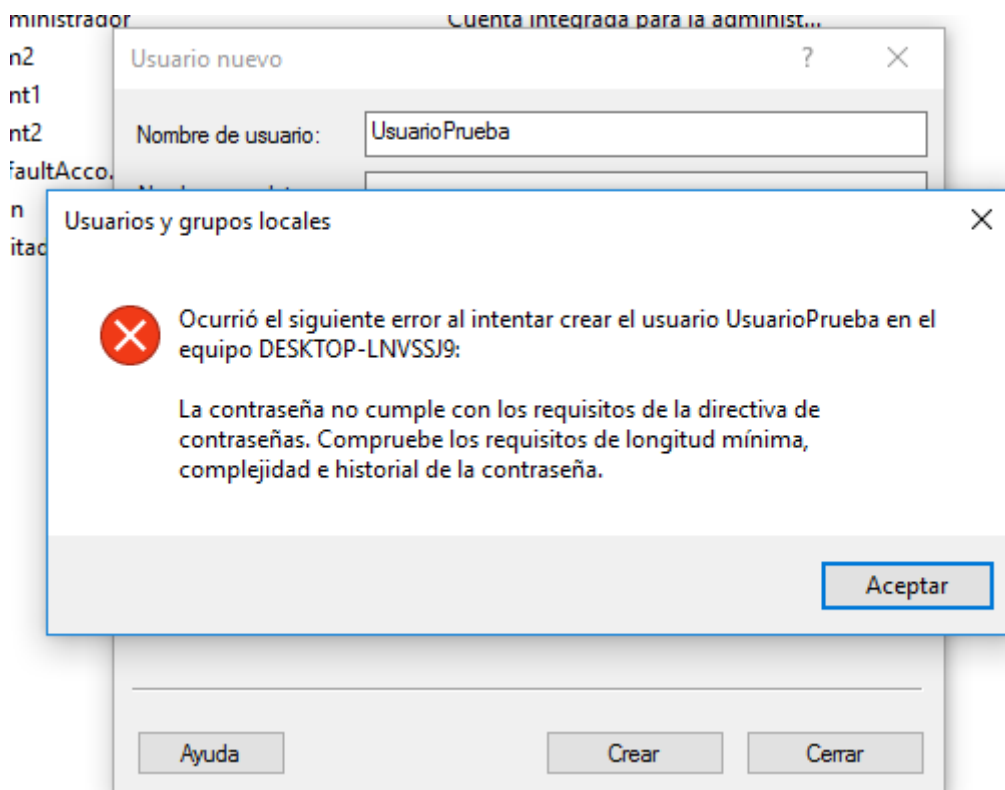 ministrador Cuenta integrada para la administ...
m2
Usuario nuevo
nt1
nt2
Nombre de usuario: UsuarioPrueba
faultAcco.
n
Usuarios y grupos locales
itad
Ocurrió el siguiente error al intentar crear el usuario UsuarioPrueba en el
equipo DESKTOP-LNVSSJ9:
La contraseña no cumple con los requisitos de la directiva de
contraseñas. Compruebe los requisitos de longitud mínima,
complejidad e historial de la contraseña.
Aceptar
Ayuda Crear Cerrar